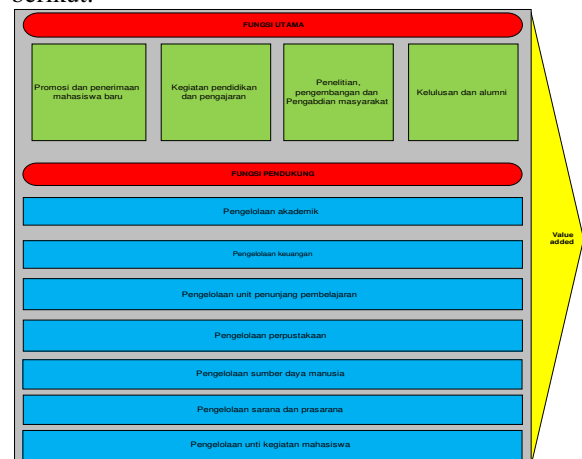 berikut:
FUNGSI UTAMA
Promosi dan penerimaan
mahasiswa baru
Kegiatan pendidikan
dan pengajaran
Penelitian,
pengembangan dan
Pengabdian masyarakat
Kelulusan dan alumni
FUNGSI PENDUKUNG
Pengelolaan akademik
Pengelolaan keuangan
Pengelolaan unit penunjang pembelajaran
Pengelolaan perpustakaan
Pengelolaan sumber daya manusia
Pengelolaan sarana dan prasarana
Pengelolaan unti kegiatan mahasiswa
Value
added